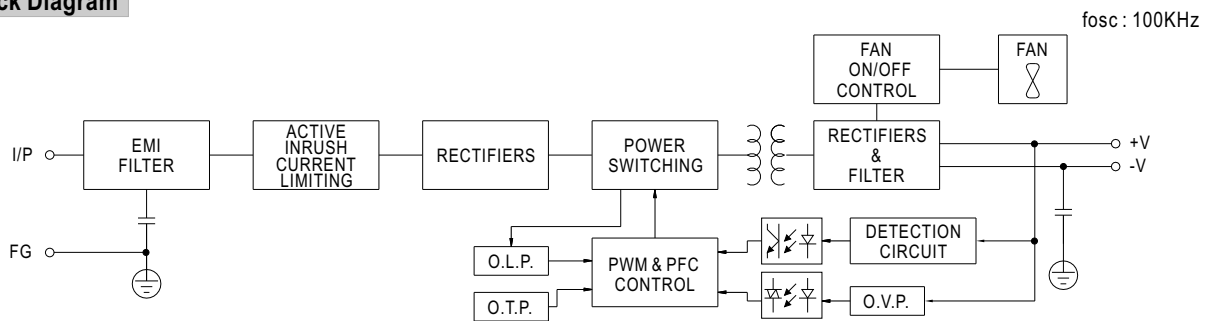 ck Diagram
fosc : 100KHz
FAN
ON/OFF
CONTROL
FAN
I/P
EMI
FILTER
ACTIVE
INRUSH
CURRENT
LIMITING
RECTIFIERS
POWER
SWITCHING
RECTIFIERS
&
FILTER
+V
-V
FG
O.L.P.
O.T.P.
PWM & PFC
CONTROL
DETECTION
CIRCUIT
O.V.P.